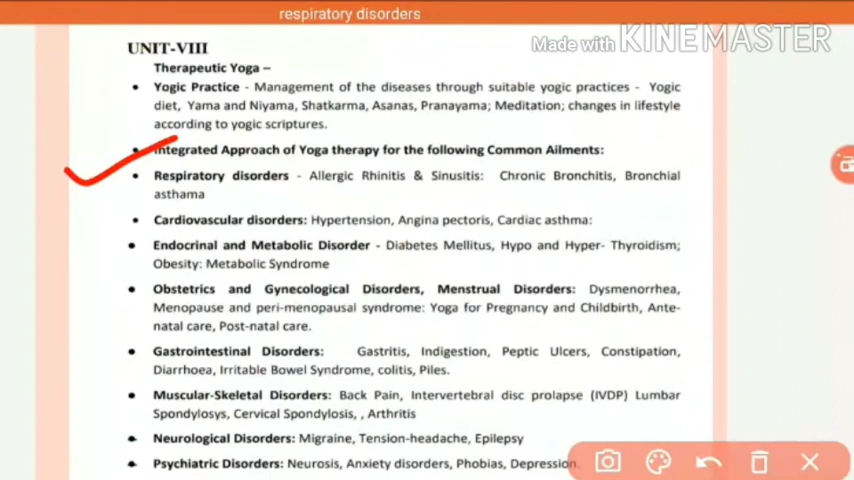 respiratory disorders
Made with KINEMASTER
UNIT-VIII
Therapeutic Yoga –
• Yogic Practice - Management of the diseases through suitable yogic practices - Yogic
diet, Yama and Niyama, Shatkarma, Asanas, Pranayama; Meditation; changes in lifestyle
according to yogic scriptures.
• Integrated Approach of Yoga therapy for the following Common Ailments:
• Respiratory disorders - Allergic Rhinitis & Sinusitis: Chronic Bronchitis, Bronchial
asthama
• Cardiovascular disorders: Hypertension, Angina pectoris, Cardiac asthma:
• Endocrinal and Metabolic Disorder - Diabetes Mellitus, Hypo and Hyper- Thyroidism;
Obesity: Metabolic Syndrome
• Obstetrics and Gynecological Disorders, Menstrual Disorders: Dysmenorrhea,
Menopause and peri-menopausal syndrome: Yoga for Pregnancy and Childbirth, Ante-
natal care, Post-natal care.
• Gastrointestinal Disorders: Gastritis, Indigestion, Peptic Ulcers, Constipation,
Diarrhoea, Irritable Bowel Syndrome, colitis, Piles.
• Muscular-Skeletal Disorders: Back Pain, Intervertebral disc prolapse (IVDP) Lumbar
Spondylosys, Cervical Spondylosis, , Arthritis
• Neurological Disorders: Migraine, Tension-headache, Epilepsy
• Psychiatric Disorders: Neurosis, Anxiety disorders, Phobias, Depression.